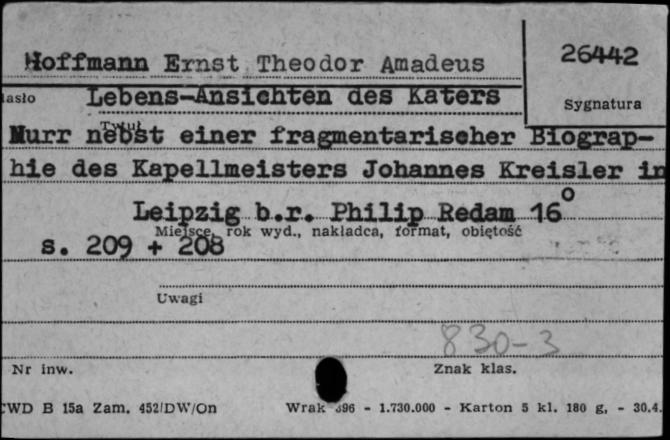 Hoffmann Ernst Theodor Amadeus
26442
Hasło
Lebens-Ansichten des Katers
Sygnatura
Tytuł
Murr nebst einer fragmentarischer Biograp-
hie des Kapellmeisters Johannes Kreisler in
Leipzig b.r. Philip Redam 16°
Miejsce, rok wyd., nakładca, format, objętość
s. 209 + 208
Uwagi
830-3
Nr inw.
Znak klas.
CWD B 15a Zam. 452/DW/On
Wrak 396 - 1.730.000 - Karton 5 kl. 180 g, - 30.4.